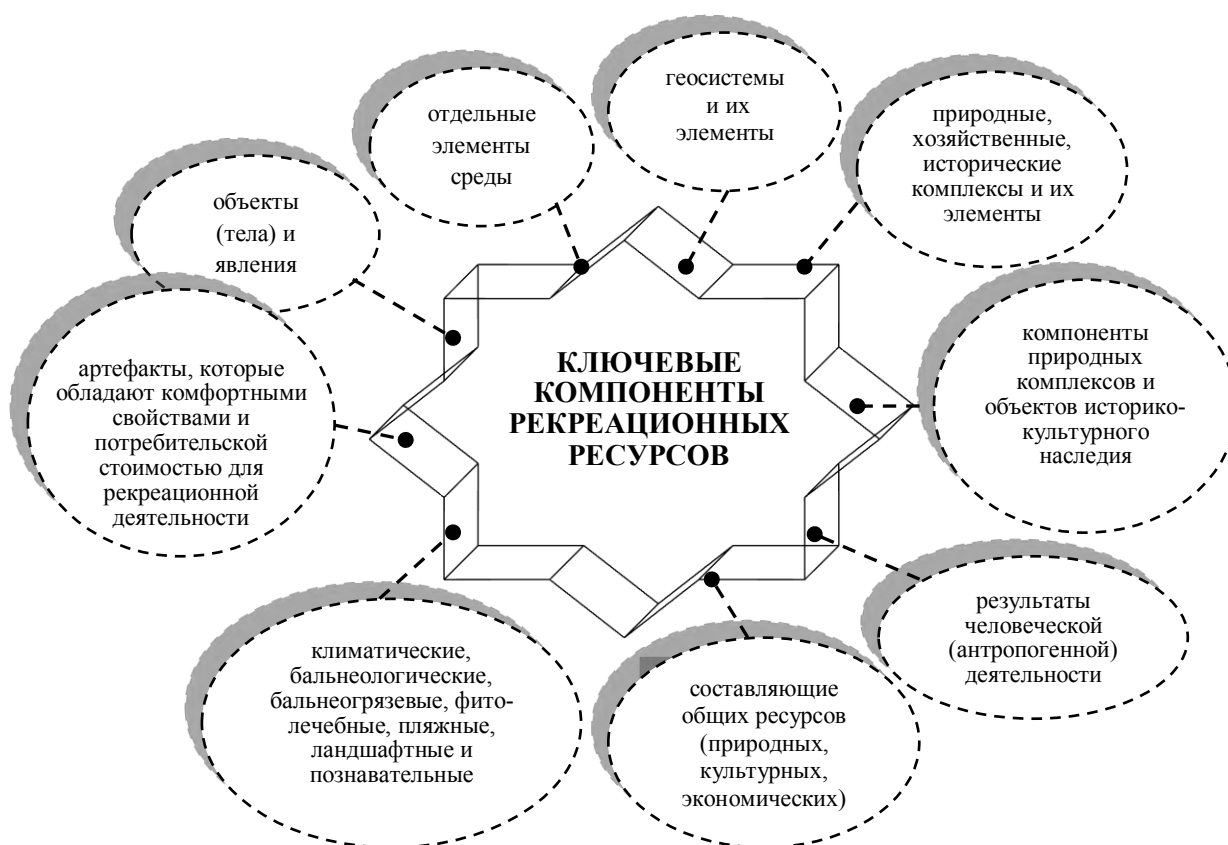 геосистемы
и их
элементы
отдельные
элементы
среды
природные,
хозяйственные,
исторические
комплексы и их
элементы
объекты
(тела) и
явления
КЛЮЧЕВЫЕ
КОМПОНЕНТЫ
РЕКРЕАЦИОННЫХ
РЕСУРСОВ
артефакты, которые
обладают комфортными
свойствами и
потребительской
стоимостью для
рекреационной
деятельности
компоненты
природных
комплексов и
объектов историко-
культурного
наследия
климатические,
бальнеологические,
бальнеогрязевые, фито-
лечебные, пляжные,
ландшафтные и
познавательные
составляющие
общих ресурсов
(природных,
культурных,
экономических)
результаты
человеческой
(антропогенной)
деятельности